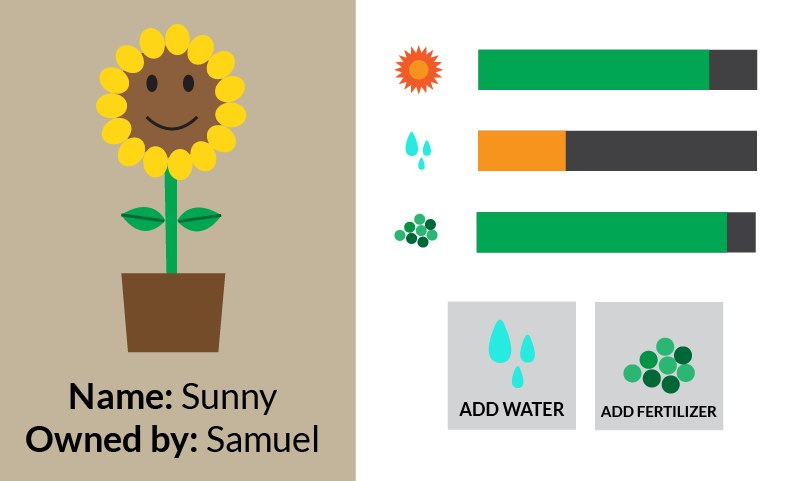 Name: Sunny
Owned by: Samuel
ADD WATER
ADD FERTILIZER